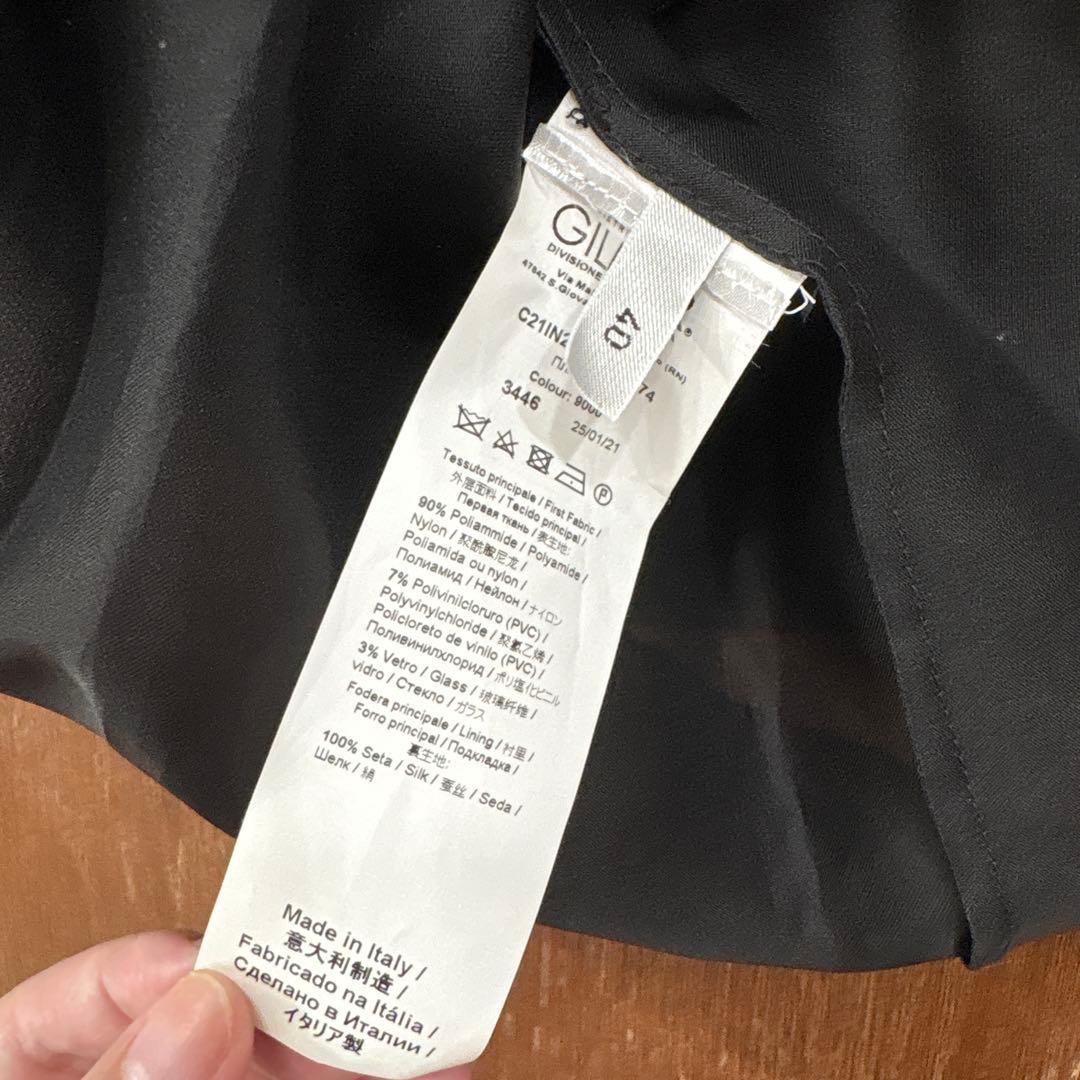 GIL
DIVISIONE
Via Ma
47842 S.Giova
(RN)
40
C21IN2
74
Colour: 9000
3446
25/01/21
P
Tessuto principale / First Fabric /
外层面料 / Tecido principal /
Первая ткань / 表生地:
90% Poliammide / Polyamide /
Nylon / 聚酰胺尼龙 /
Poliamida ou nylon /
Полиамид / Нейлон / ナイロン
7% Polivinilcloruro (PVC) /
Polyvinylchloride / 聚氯乙烯 /
Policloreto de vinilo (PVC) /
Поливинилхлорид / ポリ塩化ビニル
3% Vetro / Glass / 玻璃纤维 /
vidro / Стекло / ガラス
Fodera principale / Lining / 衬里 /
Forro principal / Подкладка /
裏生地:
100% Seta / Silk / 蚕丝 / Seda /
Шелк / 絹
Made in Italy /
意大利制造 /
Fabricado na Itália /
Сделано в Италии /
イタリア製